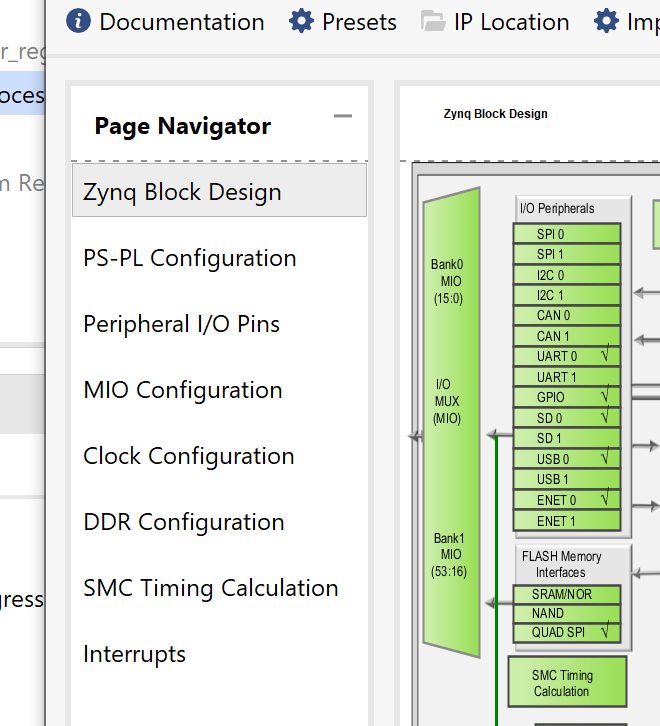 Documentation Presets IP Location Imp
r_reg
oces
m Re
gress
Page Navigator
Zynq Block Design
PS-PL Configuration
Peripheral I/O Pins
MIO Configuration
Clock Configuration
DDR Configuration
SMC Timing Calculation
Interrupts
Zynq Block Design
Bank0
MIO
(15:0)
I/O
MUX
(MIO)
Bank1
MIO
(53:16)
I/O Peripherals
SPI 0
SPI 1
I2C 0
I2C 1
CAN 0
CAN 1
UART 0 √
UART 1
GPIO √
SD 0 √
SD 1
USB 0 √
USB 1
ENET 0 √
ENET 1
FLASH Memory
Interfaces
SRAM/NOR
NAND
QUAD SPI √
SMC Timing
Calculation